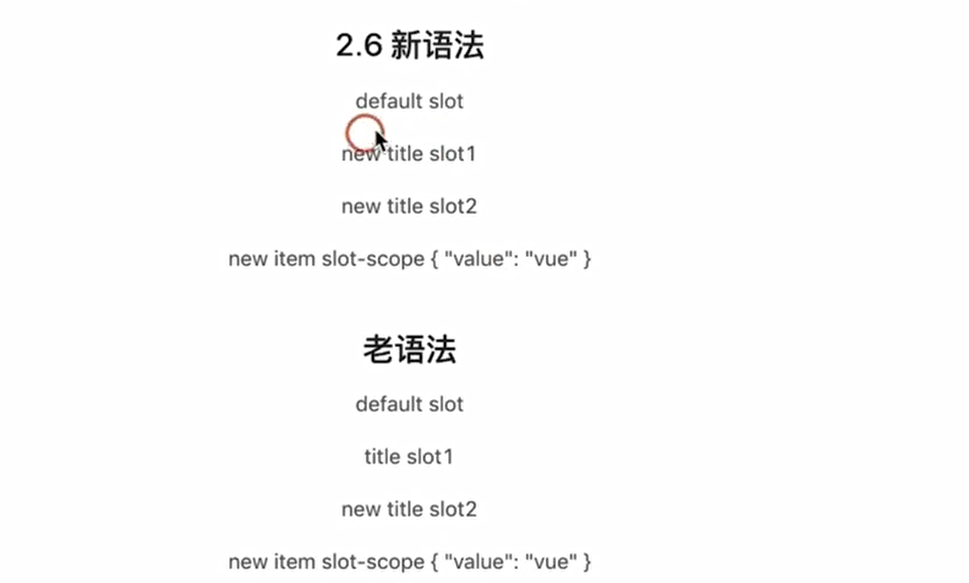 2.6 新语法
default slot
new title slot1
new title slot2
new item slot-scope { "value": "vue" }
老语法
default slot
title slot1
new title slot2
new item slot-scope { "value": "vue" }